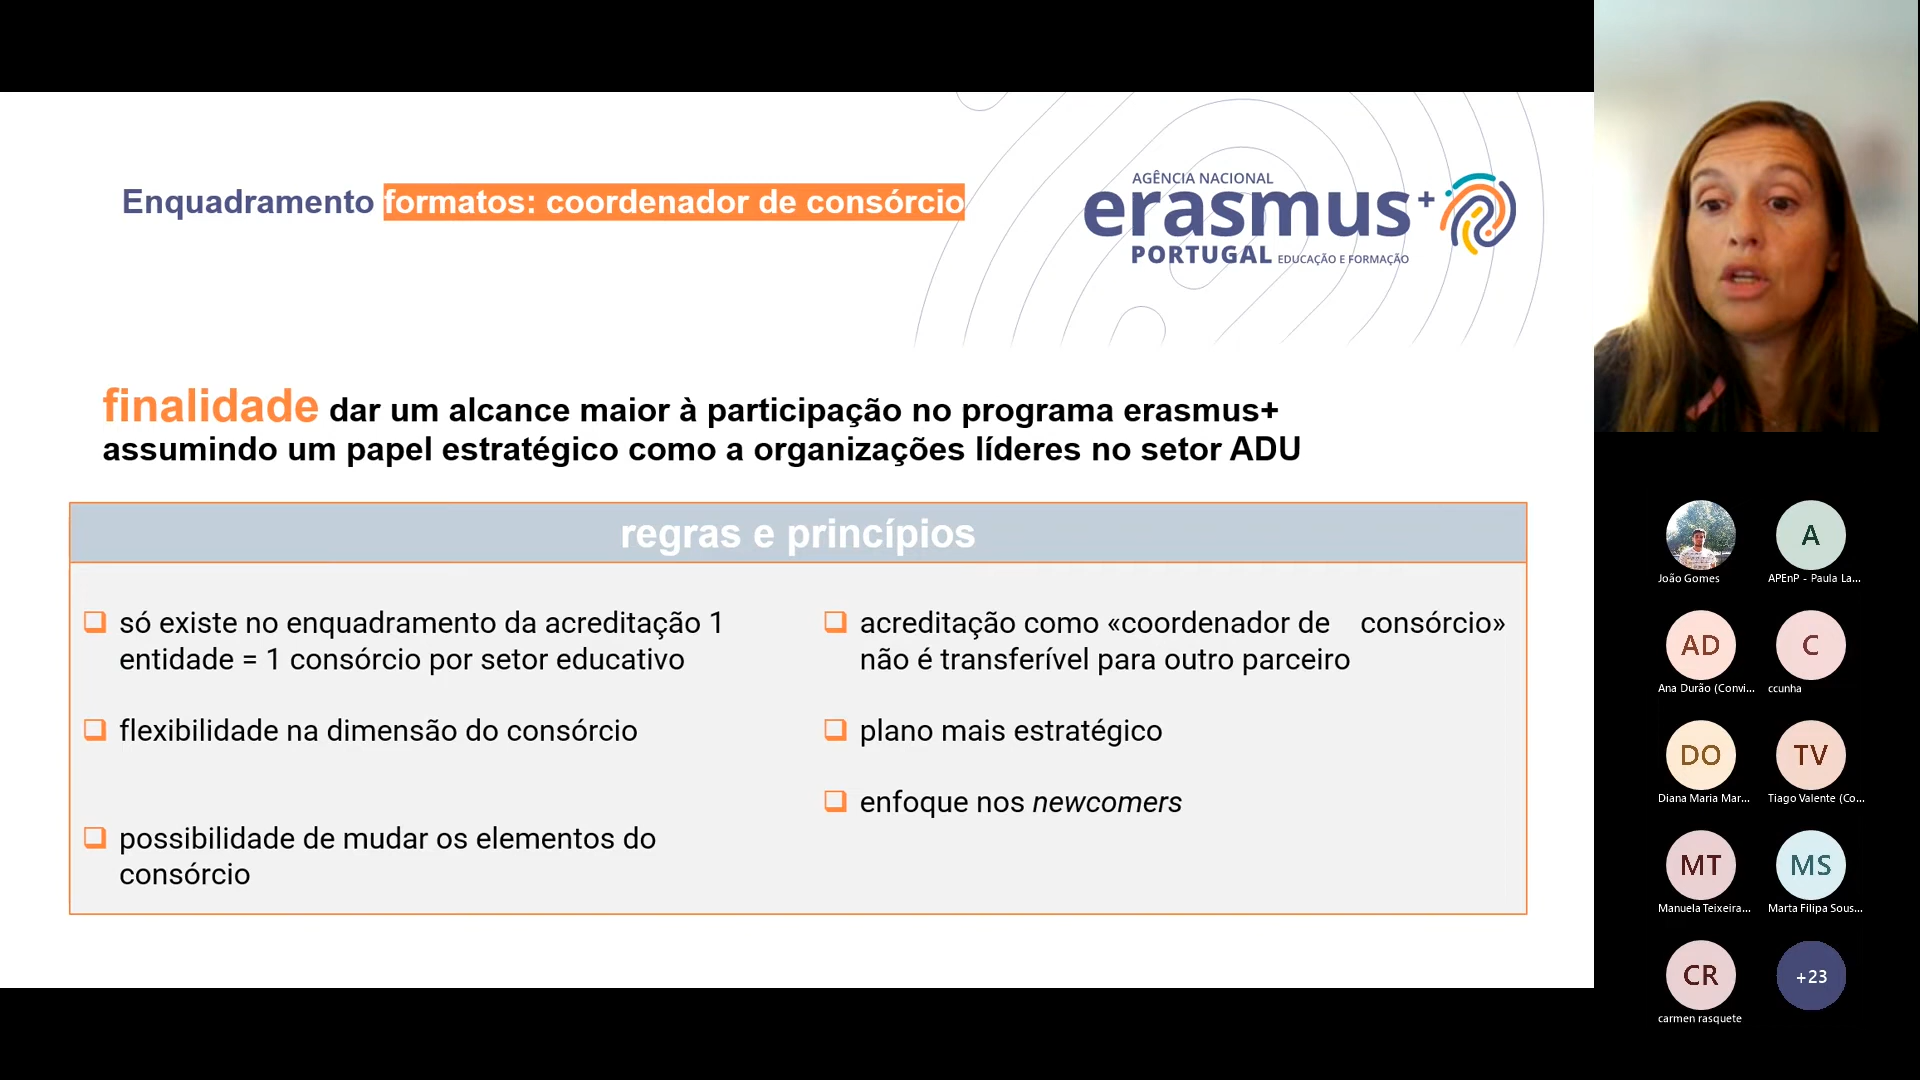 Enquadramento formatos: coordenador de consórcio
AGÊNCIA NACIONAL
erasmus+
PORTUGAL EDUCAÇÃO E FORMAÇÃO
finalidade dar um alcance maior à participação no programa erasmus+
assumindo um papel estratégico como a organizações líderes no setor ADU
regras e princípios
só existe no enquadramento da acreditação 1
entidade = 1 consórcio por setor educativo
flexibilidade na dimensão do consórcio
possibilidade de mudar os elementos do
consórcio
acreditação como «coordenador de consórcio»
não é transferível para outro parceiro
plano mais estratégico
enfoque nos newcomers
João Gomes
A
APEnP - Paula La...
AD
Ana Durão (Convi...
C
ccunha
DO
Diana Maria Mar...
TV
Tiago Valente (Co...
MT
Manuela Teixeira...
MS
Marta Filipa Sous...
CR
carmen rasquete
+23